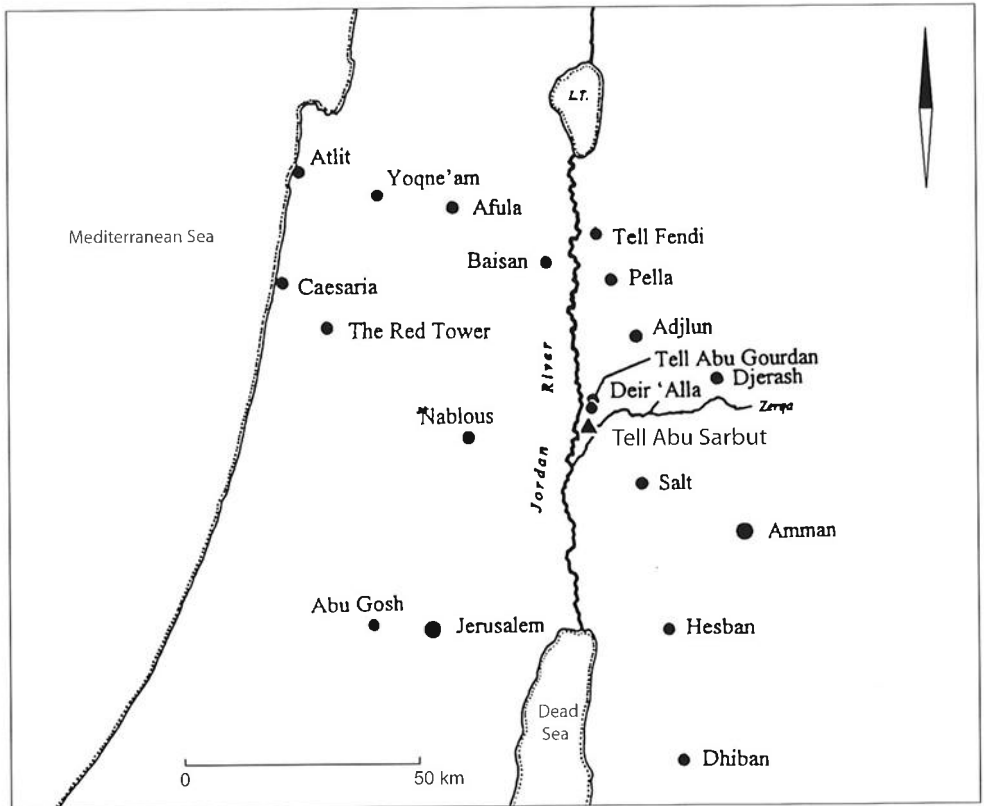 L.T.
Atlit
Yoqne'am
Afula
Mediterranean Sea
Tell Fendi
Baisan
Pella
Caesaria
The Red Tower
Adjlun
Tell Abu Gourdan
Djerash
Deir 'Alla
Zerqa
River
Nablous
Tell Abu Sarbut
Jordan
Salt
Amman
Abu Gosh
Jerusalem
Hesban
Dead
Sea
Dhiban
0 50 km